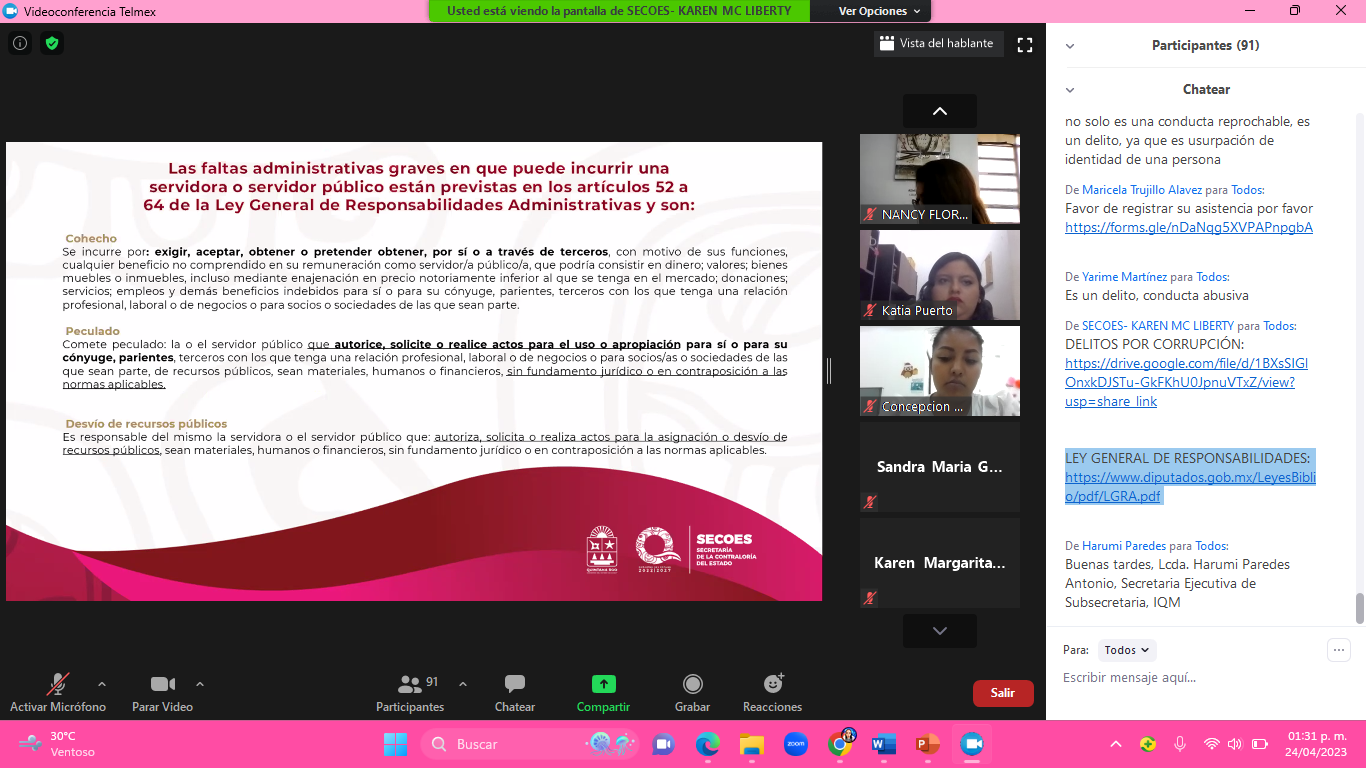 Videoconferencia Telmex
Usted está viendo la pantalla de SECOES- KAREN MC LIBERTY
Ver Opciones
Vista del hablante
Las faltas administrativas graves en que puede incurrir una
servidora o servidor público están previstas en los artículos 52 a
64 de la Ley General de Responsabilidades Administrativas y son:
Cohecho
Se incurre por: exigir, aceptar, obtener o pretender obtener, por sí o a través de terceros, con motivo de sus funciones,
cualquier beneficio no comprendido en su remuneración como servidor/a público/a, que podría consistir en dinero; valores; bienes
muebles o inmuebles, incluso mediante enajenación en precio notoriamente inferior al que se tenga en el mercado; donaciones;
servicios; empleos y demás beneficios indebidos para sí o para su cónyuge, parientes, terceros con los que tenga una relación
profesional, laboral o de negocios o para socios o sociedades de las que sean parte.
Peculado
Comete peculado: la o el servidor público que autorice, solicite o realice actos para el uso o apropiación para sí o para su
cónyuge, parientes, terceros con los que tenga una relación profesional, laboral o de negocios o para socios/as o sociedades de las
que sean parte, de recursos públicos, sean materiales, humanos o financieros, sin fundamento jurídico o en contraposición a las
normas aplicables.
Desvío de recursos públicos
Es responsable del mismo la servidora o el servidor público que: autoriza, solicita o realiza actos para la asignación o desvío de
recursos públicos, sean materiales, humanos o financieros, sin fundamento jurídico o en contraposición a las normas aplicables.
QUINTANA ROO
2022/2027
SECOES
SECRETARÍA
DE LA CONTRALORÍA
DEL ESTADO
NANCY FLOR...
Katia Puerto
Concepcion ...
Sandra Maria G...
Karen Margarita...
Participantes (91)
Chatear
no solo es una conducta reprochable, es
un delito, ya que es usurpación de
identidad de una persona
De Maricela Trujillo Alavez para Todos:
Favor de registrar su asistencia por favor
https://forms.gle/nDaNqg5XVPAPnpgbA
De Yarime Martínez para Todos:
Es un delito, conducta abusiva
De SECOES- KAREN MC LIBERTY para Todos:
DELITOS POR CORRUPCIÓN:
https://drive.google.com/file/d/1BXsSIGl
OnxkDJSTu-GkFKhU0JpnuVTxZ/view?
usp=share_link
LEY GENERAL DE RESPONSABILIDADES:
https://www.diputados.gob.mx/LeyesBibli
o/pdf/LGRA.pdf
De Harumi Paredes para Todos:
Buenas tardes, Lcda. Harumi Paredes
Antonio, Secretaria Ejecutiva de
Subsecretaria, IQM
Para: Todos
Escribir mensaje aquí...
Activar Micrófono
Parar Video
91
Participantes
Chatear
Compartir
Grabar
Reacciones
Salir
30°C
Ventoso
Buscar
zoom
01:31 p. m.
24/04/2023